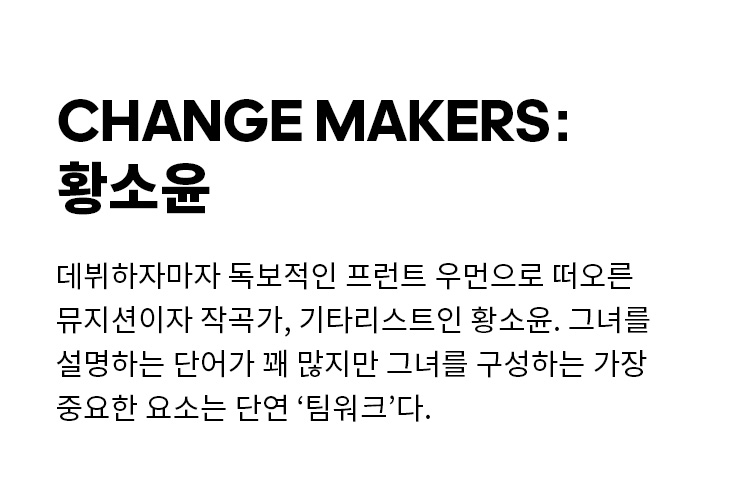 CHANGE MAKERS:
황소윤
데뷔하자마자 독보적인 프런트 우먼으로 떠오른
뮤지션이자 작곡가, 기타리스트인 황소윤. 그녀를
설명하는 단어가 꽤 많지만 그녀를 구성하는 가장
중요한 요소는 단연 ‘팀워크’다.